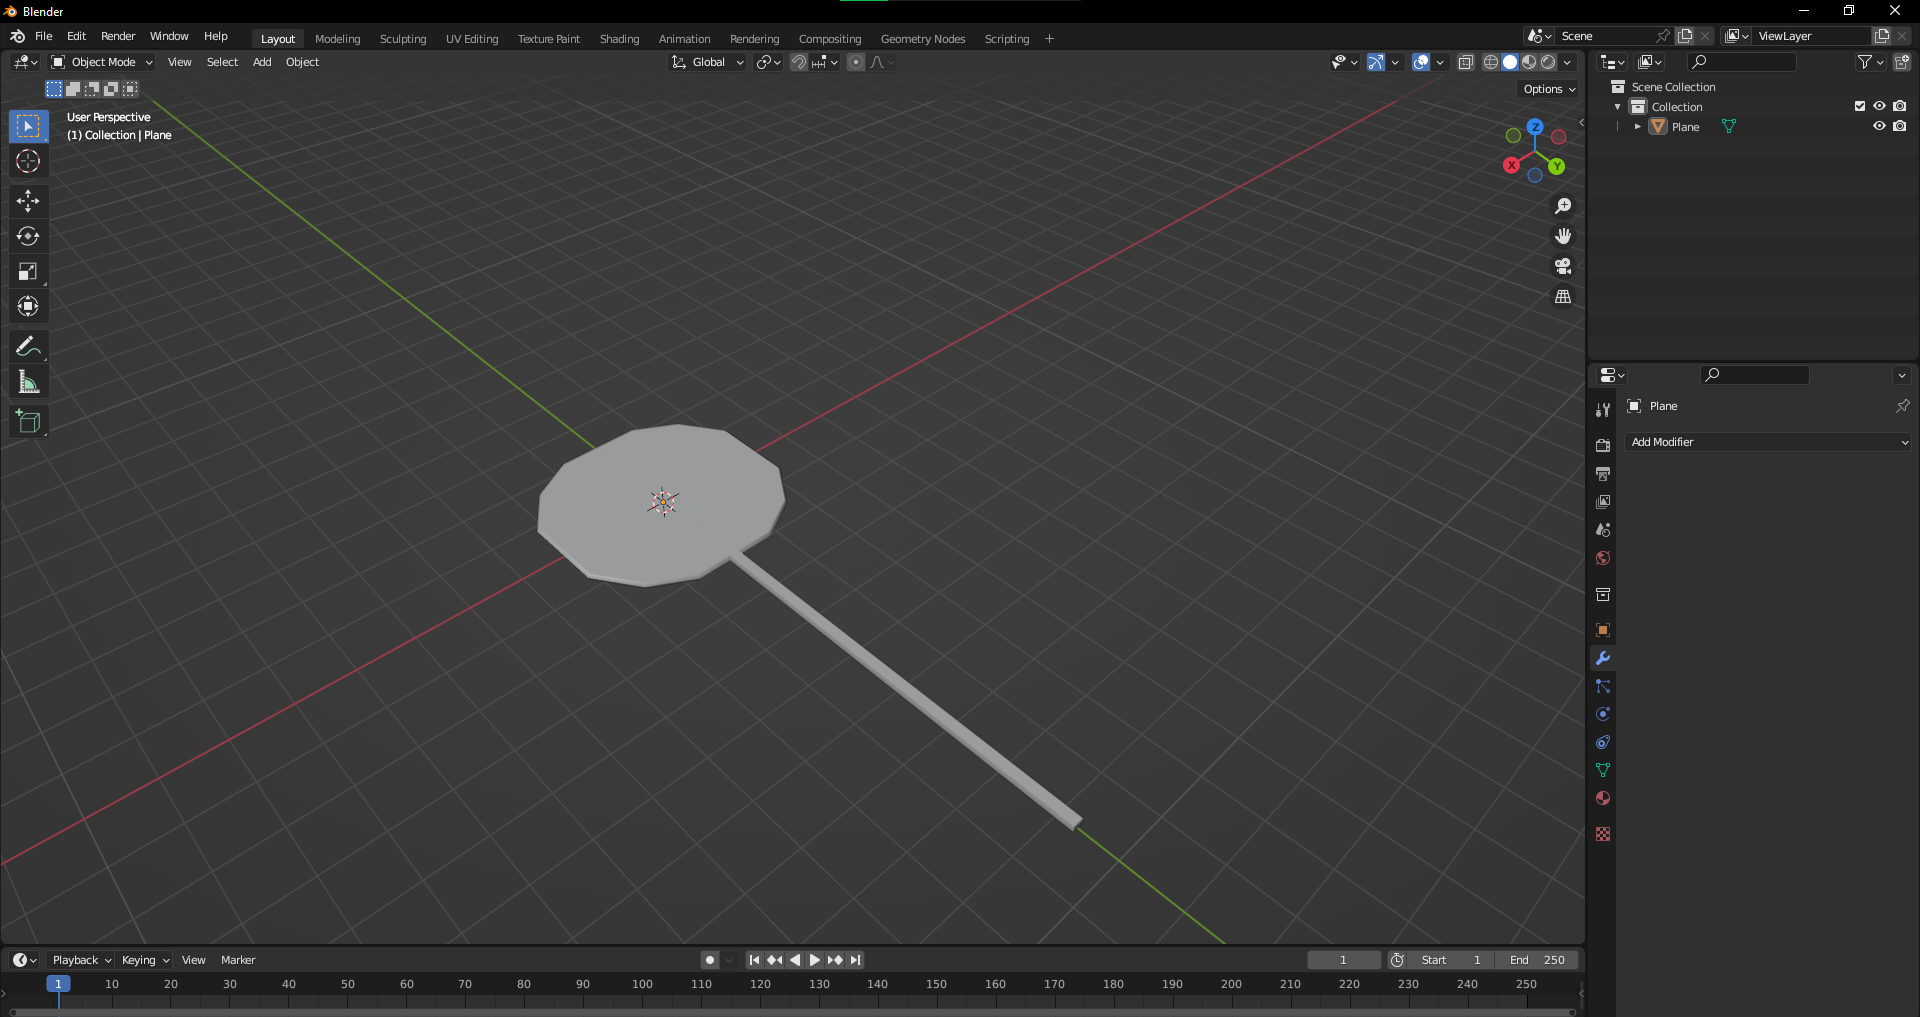 Blender
File Edit Render Window Help Layout Modeling Sculpting UV Editing Texture Paint Shading Animation Rendering Compositing Geometry Nodes Scripting + Scene ViewLayer
Object Mode View Select Add Object Global
Options
User Perspective
(1) Collection | Plane
Z
X
Y
Scene Collection
Collection
Plane
Plane
Add Modifier
Playback Keying View Marker 1 Start 1 End 250
1 10 20 30 40 50 60 70 80 90 100 110 120 130 140 150 160 170 180 190 200 210 220 230 240 250